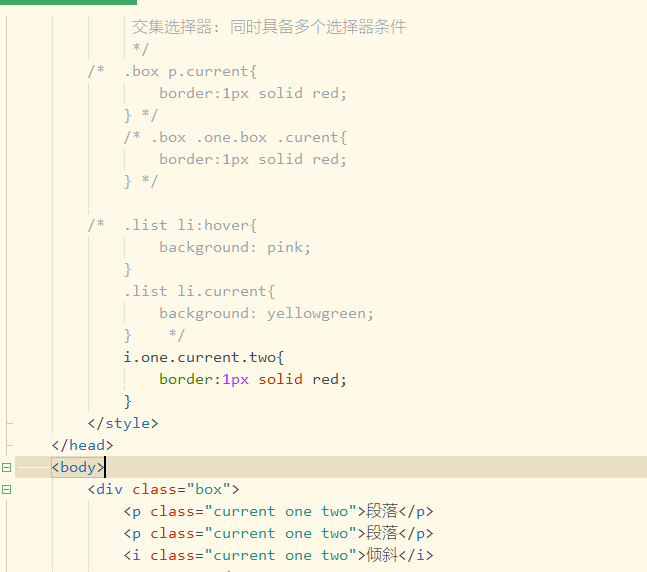 交集选择器: 同时具备多个选择器条件
*/
/* .box p.current{
border:1px solid red;
} */
/* .box .one.box .curent{
border:1px solid red;
} */
/* .list li:hover{
background: pink;
}
.list li.current{
background: yellowgreen;
} */
i.one.current.two{
border:1px solid red;
}
</style>
</head>
<body>
<div class="box">
<p class="current one two">段落</p>
<p class="current one two">段落</p>
<i class="current one two">倾斜</i>